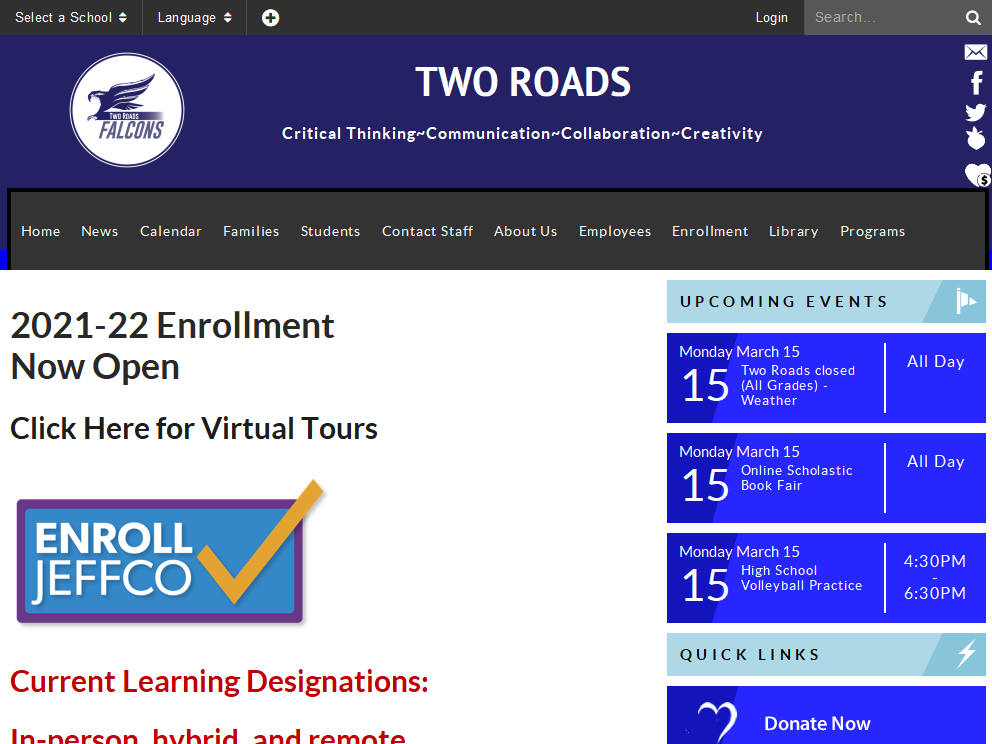 Select a School
Language
Login
Search...
TWO ROADS
FALCONS
TWO ROADS
Critical Thinking~Communication~Collaboration~Creativity
$
Home
News
Calendar
Families
Students
Contact Staff
About Us
Employees
Enrollment
Library
Programs
2021-22 Enrollment
Now Open
Click Here for Virtual Tours
ENROLL
JEFFCO
Current Learning Designations:
In-person, hybrid, and remote
UPCOMING EVENTS
Monday March 15
15
Two Roads closed
(All Grades) -
Weather
All Day
Monday March 15
15
Online Scholastic
Book Fair
All Day
Monday March 15
15
High School
Volleyball Practice
4:30PM
-
6:30PM
QUICK LINKS
Donate Now